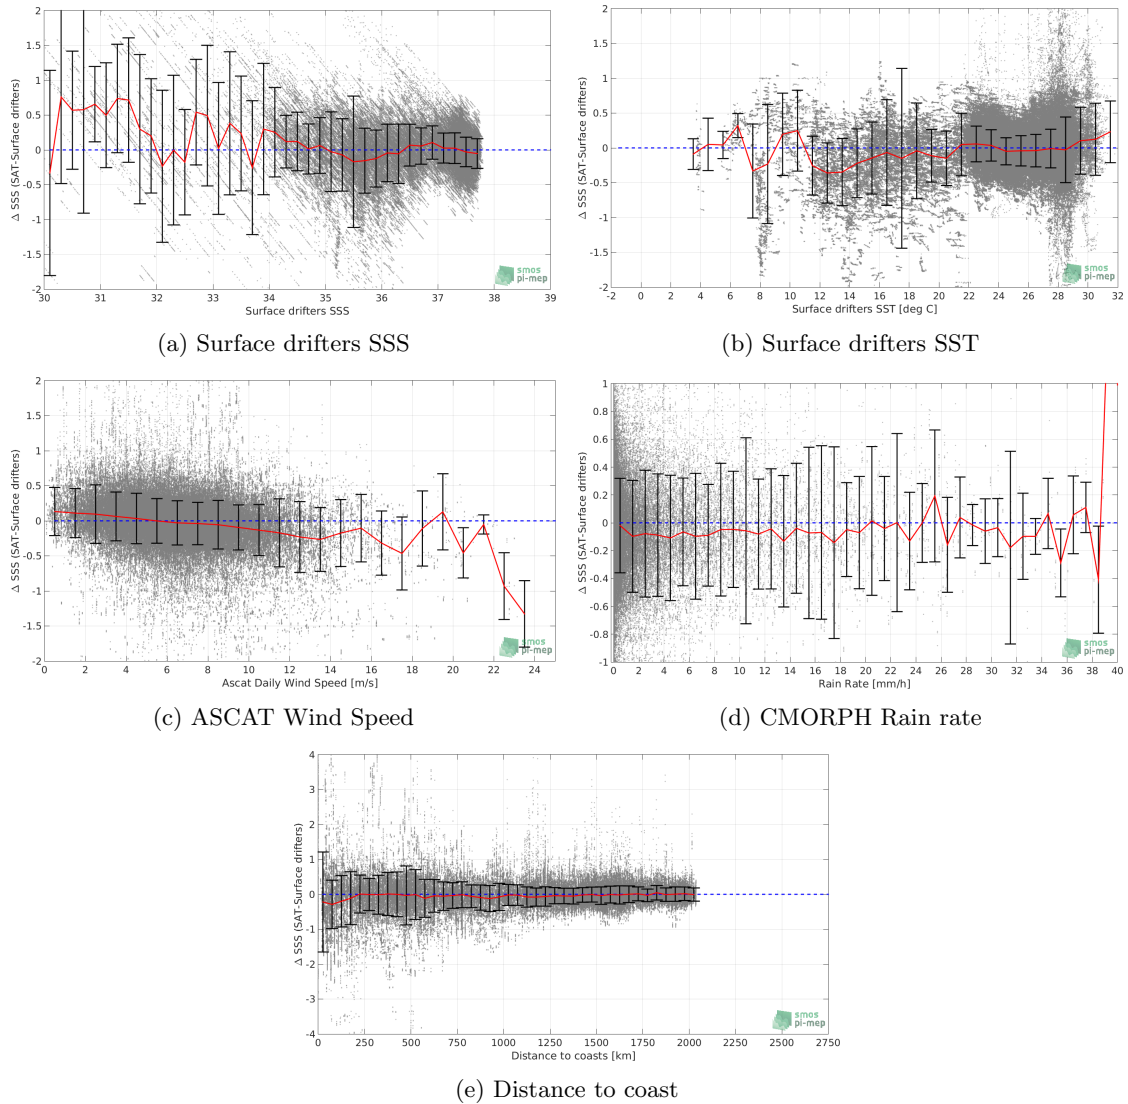 Δ SSS (SAT-Surface drifters)
2
1.5
1
0.5
0
-0.5
-1
-1.5
-2
30 31 32 33 34 35 36 37 38 39
Surface drifters SSS
smos
pi-mep
(a) Surface drifters SSS
Δ SSS (SAT-Surface drifters)
2
1.5
1
0.5
0
-0.5
-1
-1.5
-2
-2 0 2 4 6 8 10 12 14 16 18 20 22 24 26 28 30 32
Surface drifters SST [deg C]
smos
pi-mep
(b) Surface drifters SST
Δ SSS (SAT-Surface drifters)
2
1.5
1
0.5
0
-0.5
-1
-1.5
-2
0 2 4 6 8 10 12 14 16 18 20 22 24
Ascat Daily Wind Speed [m/s]
smos
pi-mep
(c) ASCAT Wind Speed
Δ SSS (SAT-Surface drifters)
1
0.8
0.6
0.4
0.2
0
-0.2
-0.4
-0.6
-0.8
-1
0 2 4 6 8 10 12 14 16 18 20 22 24 26 28 30 32 34 36 38 40
Rain Rate [mm/h]
smos
pi-mep
(d) CMORPH Rain rate
Δ SSS (SAT-Surface drifters)
4
3
2
1
0
-1
-2
-3
-4
0 250 500 750 1000 1250 1500 1750 2000 2250 2500 2750
Distance to coasts [km]
smos
pi-mep
(e) Distance to coast